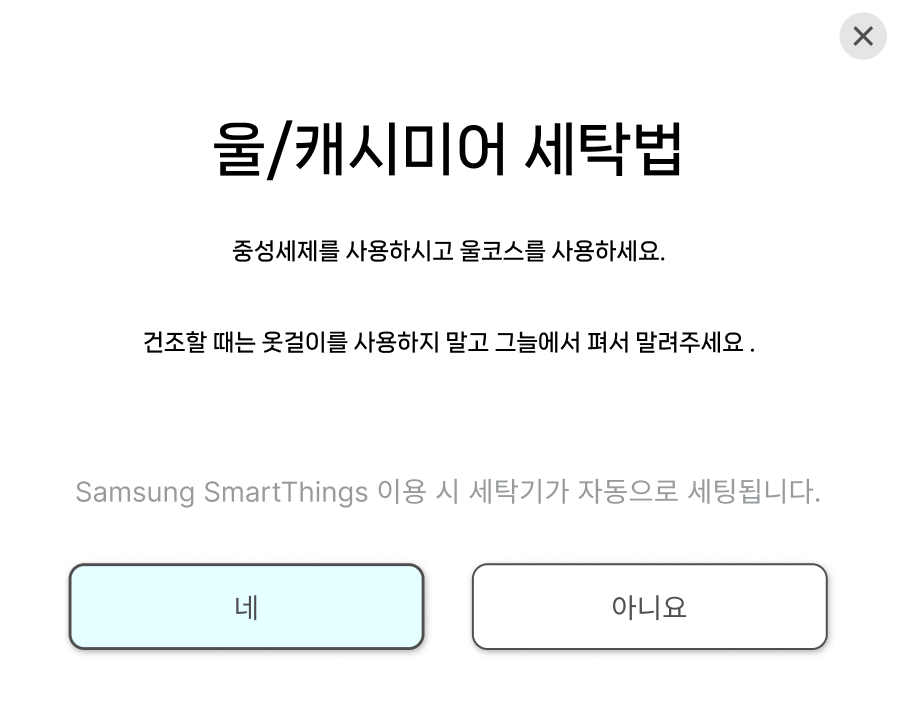 울/캐시미어 세탁법
중성세제를 사용하시고 울코스를 사용하세요.
건조할 때는 옷걸이를 사용하지 말고 그늘에서 펴서 말려주세요 .
Samsung SmartThings 이용 시 세탁기가 자동으로 세팅됩니다.
네
아니요